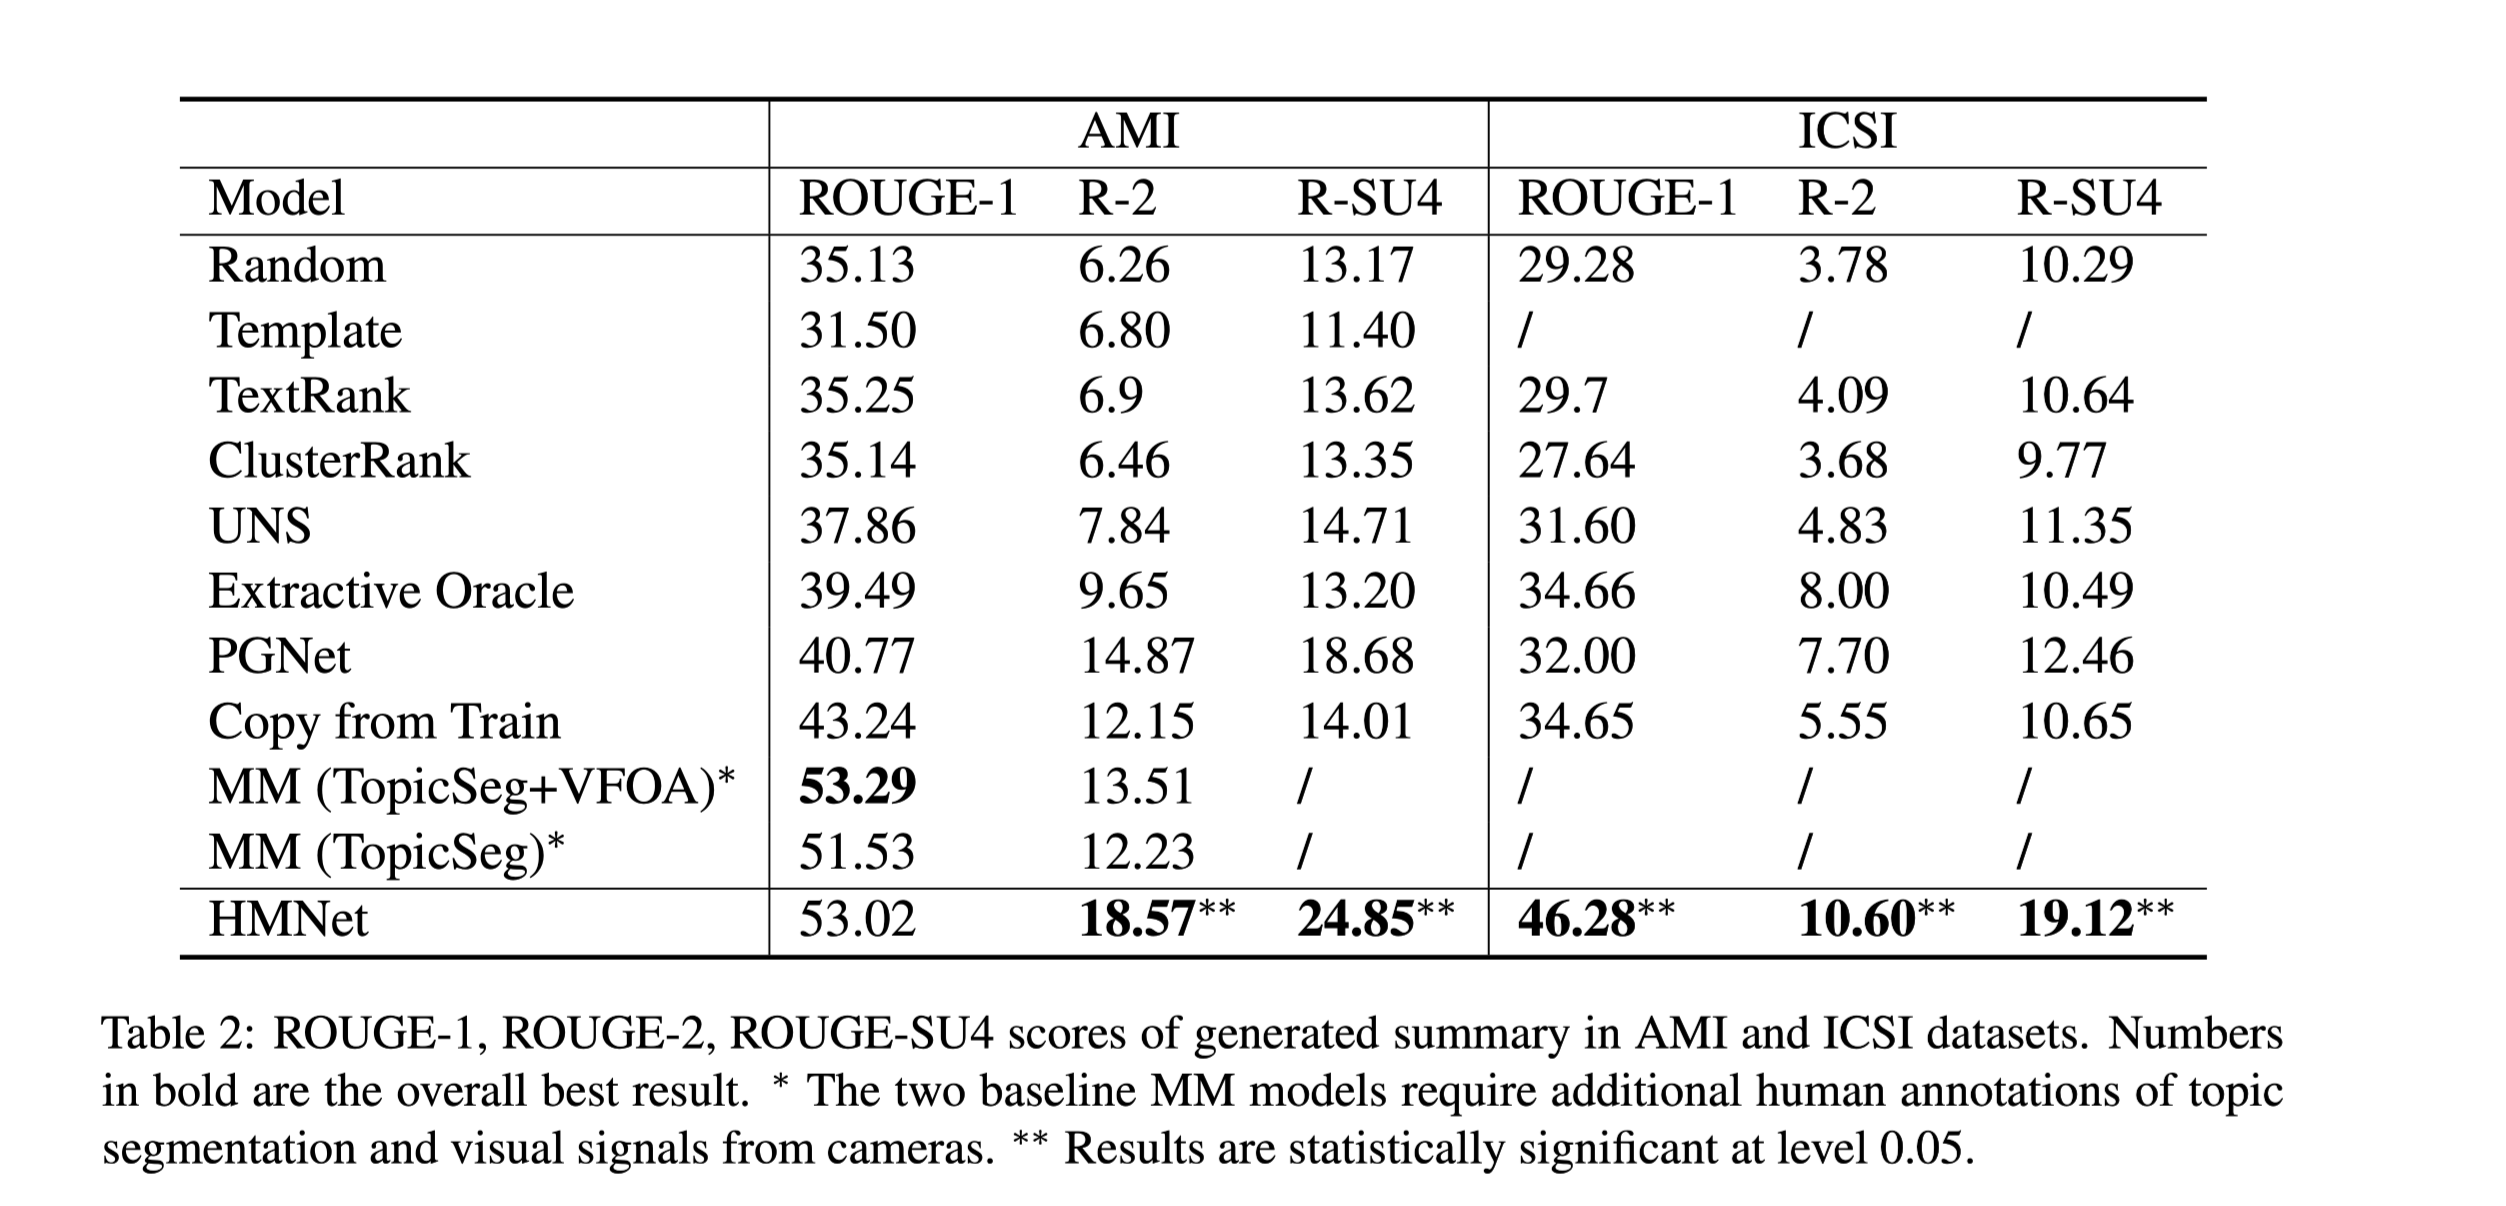 AMI ICSI
Model ROUGE-1 R-2 R-SU4 ROUGE-1 R-2 R-SU4
Random 35.13 6.26 13.17 29.28 3.78 10.29
Template 31.50 6.80 11.40 / / /
TextRank 35.25 6.9 13.62 29.7 4.09 10.64
ClusterRank 35.14 6.46 13.35 27.64 3.68 9.77
UNS 37.86 7.84 14.71 31.60 4.83 11.35
Extractive Oracle 39.49 9.65 13.20 34.66 8.00 10.49
PGNet 40.77 14.87 18.68 32.00 7.70 12.46
Copy from Train 43.24 12.15 14.01 34.65 5.55 10.65
MM (TopicSeg+VFOA)* 53.29 13.51 / / / /
MM (TopicSeg)* 51.53 12.23 / / / /
HMNet 53.02 18.57** 24.85** 46.28** 10.60** 19.12**
Table 2: ROUGE-1, ROUGE-2, ROUGE-SU4 scores of generated summary in AMI and ICSI datasets. Numbers
in bold are the overall best result. * The two baseline MM models require additional human annotations of topic
segmentation and visual signals from cameras. ** Results are statistically significant at level 0.05.